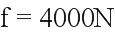 f = 4000N